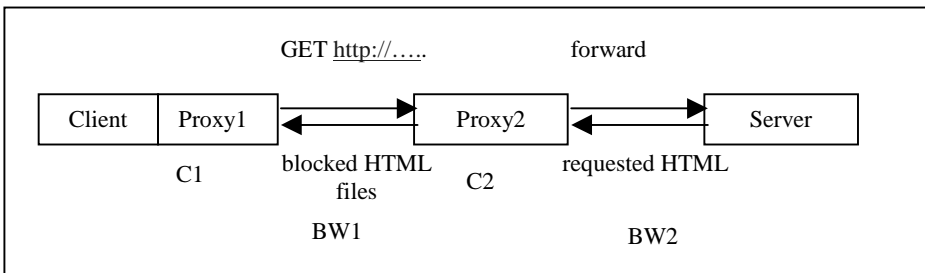 GET http://….. forward
Client Proxy1 Proxy2 Server
blocked HTML files requested HTML
C1 C2
BW1 BW2